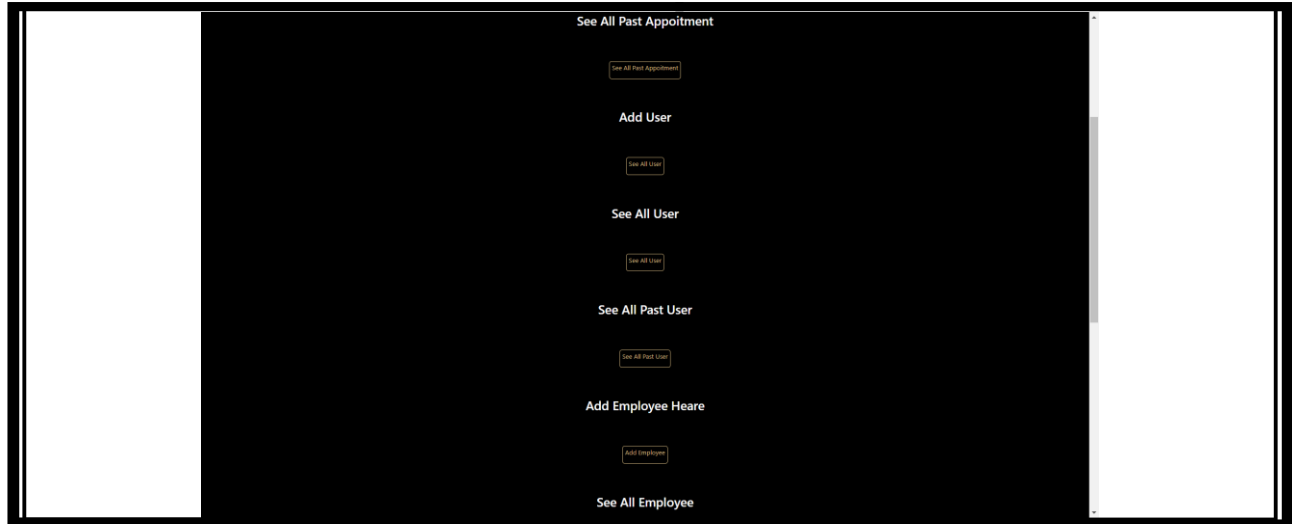 See All Past Appoitment
See All Past Appoitment
Add User
See All User
See All User
See All User
See All Past User
See All Past User
Add Employee Heare
Add Employee
See All Employee